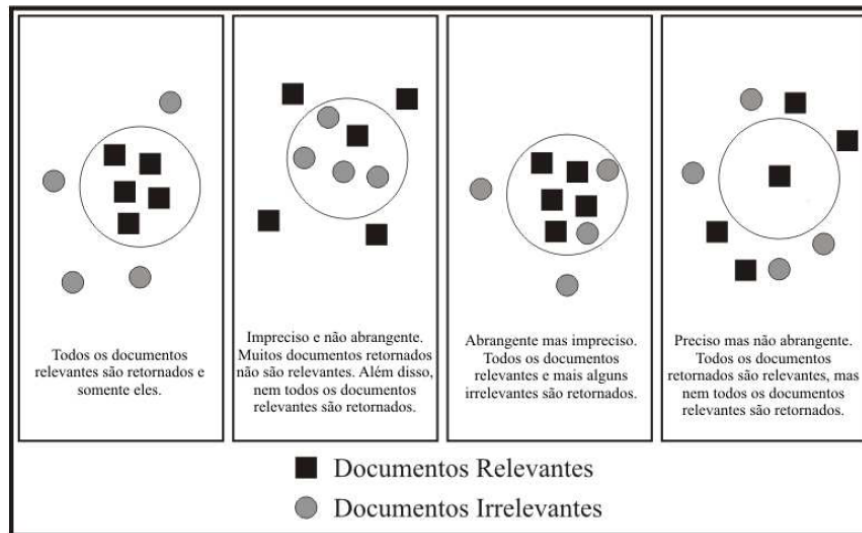 Todos os documentos
relevantes são retornados e
somente eles.
Impreciso e não abrangente.
Muitos documentos retornados
não são relevantes. Além disso,
nem todos os documentos
relevantes são retornados.
Abrangente mas impreciso.
Todos os documentos
relevantes e mais alguns
irrelevantes são retornados.
Preciso mas não abrangente.
Todos os documentos
retornados são relevantes, mas
nem todos os documentos
relevantes são retornados.
Documentos Relevantes
Documentos Irrelevantes